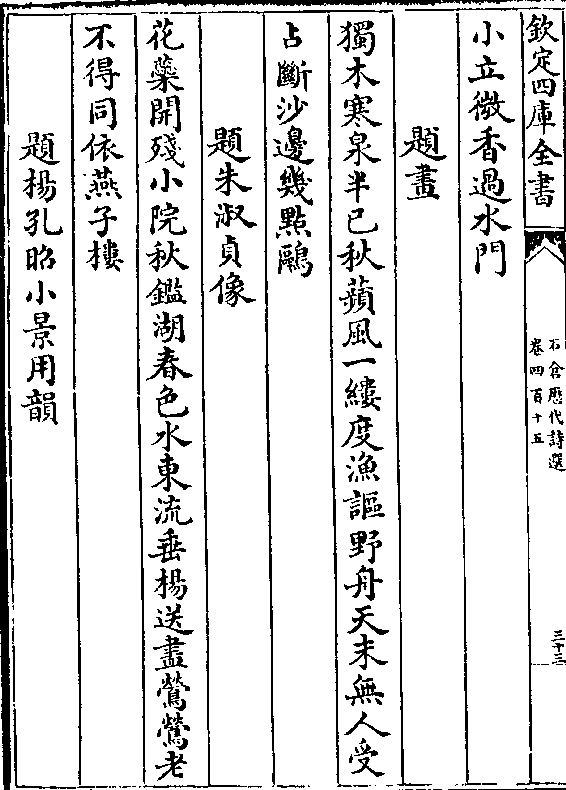 欽定四庫全書
石倉歷代詩選
卷四百十五
三十三
小立微香過水門
題畫
獨木寒泉半已秋蘋風一縷度漁謳野舟天末無人受
占斷沙邊幾點鷗
題朱淑貞像
花藥開殘小院秋鑑湖春色水東流垂楊送盡鶯鶯老
不得同依燕子樓
題楊孔昭小景用韻